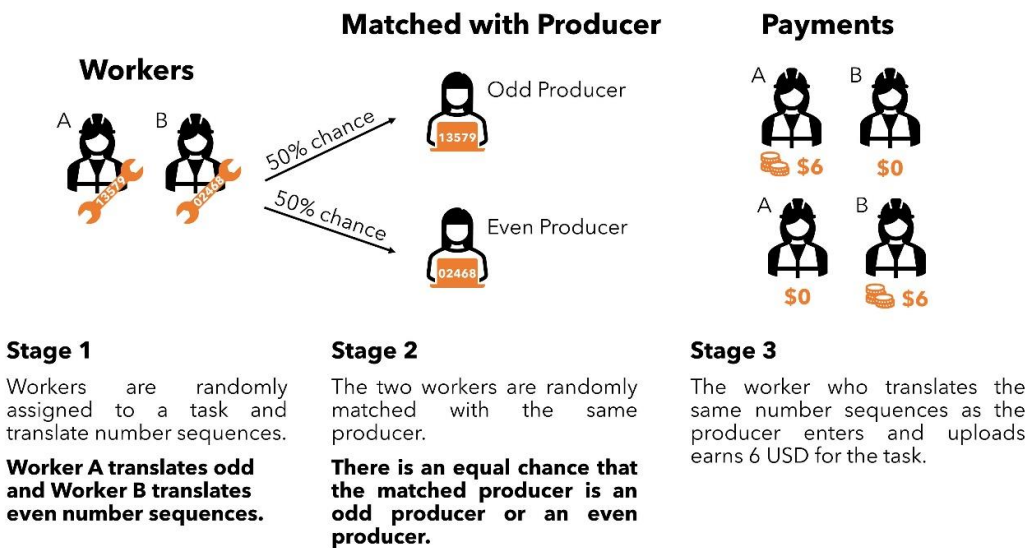 Matched with Producer
Payments
Workers
A
B
13579
02468
50% chance
50% chance
13579
Odd Producer
02468
Even Producer
A
B
$6
$0
A
B
$0
$6
Stage 1
Workers are randomly
assigned to a task and
translate number sequences.
Worker A translates odd
and Worker B translates
even number sequences.
Stage 2
The two workers are randomly
matched with the same
producer.
There is an equal chance that
the matched producer is an
odd producer or an even
producer.
Stage 3
The worker who translates the
same number sequences as the
producer enters and uploads
earns 6 USD for the task.